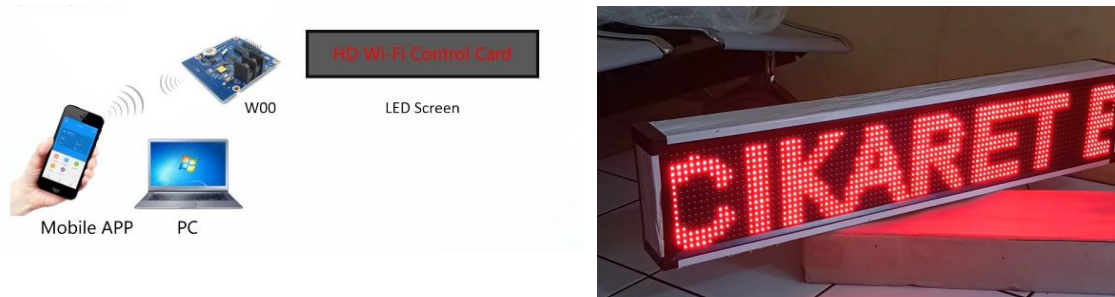 HD Wi-Fi Control Card
W00
LED Screen
Mobile APP
PC
CIKARET